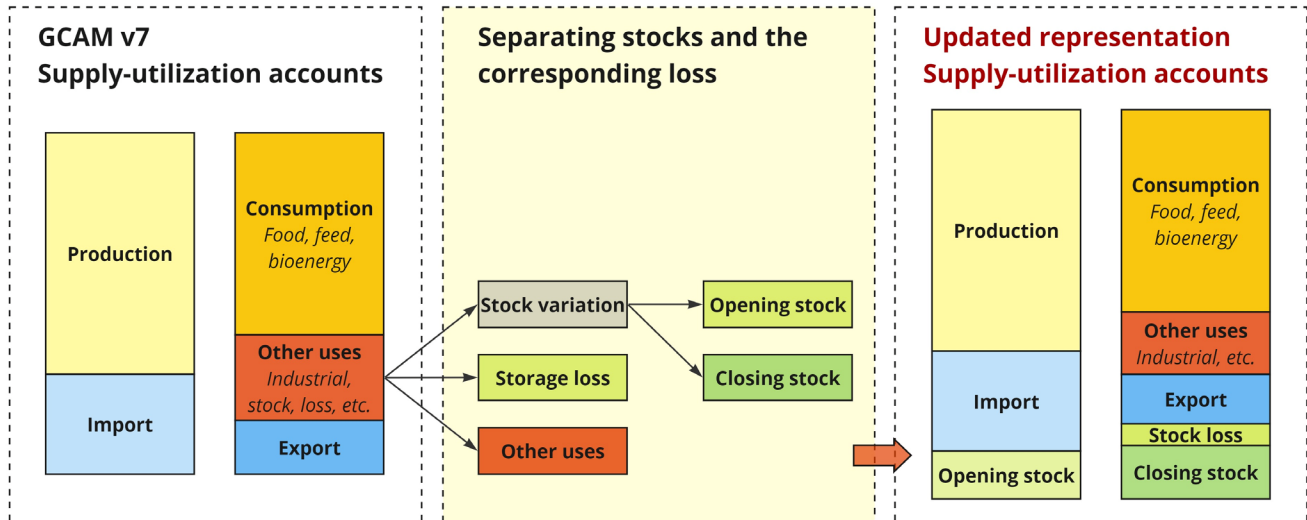 GCAM v7
Supply-utilization accounts
Production
Import
Consumption
Food, feed,
bioenergy
Other uses
Industrial,
stock, loss, etc.
Export
Separating stocks and the
corresponding loss
Stock variation
Storage loss
Other uses
Opening stock
Closing stock
Updated representation
Supply-utilization accounts
Production
Import
Opening stock
Consumption
Food, feed,
bioenergy
Other uses
Industrial, etc.
Export
Stock loss
Closing stock